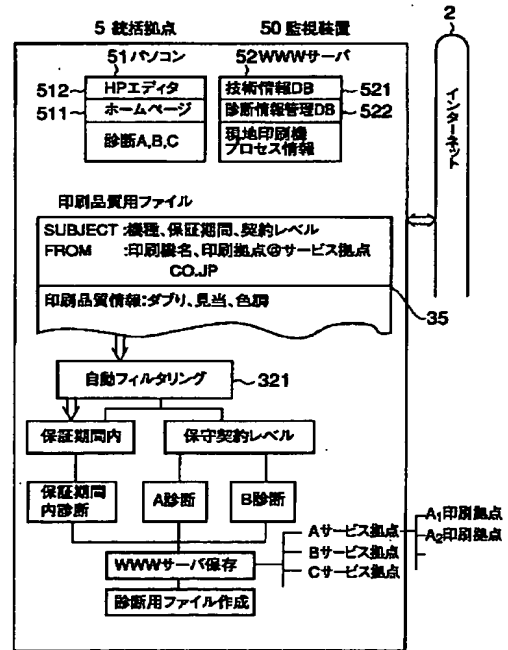 2
5 統括拠点
50 監視装置
51パソコン
52WWWサーバ
512
HPエディタ
511
ホームページ
診断A,B,C
技術情報DB
521
診断情報管理DB
522
現地印刷機
プロセス情報
インターネット
印刷品質用ファイル
SUBJECT :機種、保証期間、契約レベル
FROM :印刷機名、印刷拠点@サービス拠点
CO.JP
印刷品質情報:ダブリ、見当、色調
35
自動フィルタリング
321
保証期間内
保守契約レベル
保証期間
内診断
A診断
B診断
WWWサーバ保存
診断用ファイル作成
Aサービス拠点
Bサービス拠点
Cサービス拠点
A1印刷拠点
A2印刷拠点